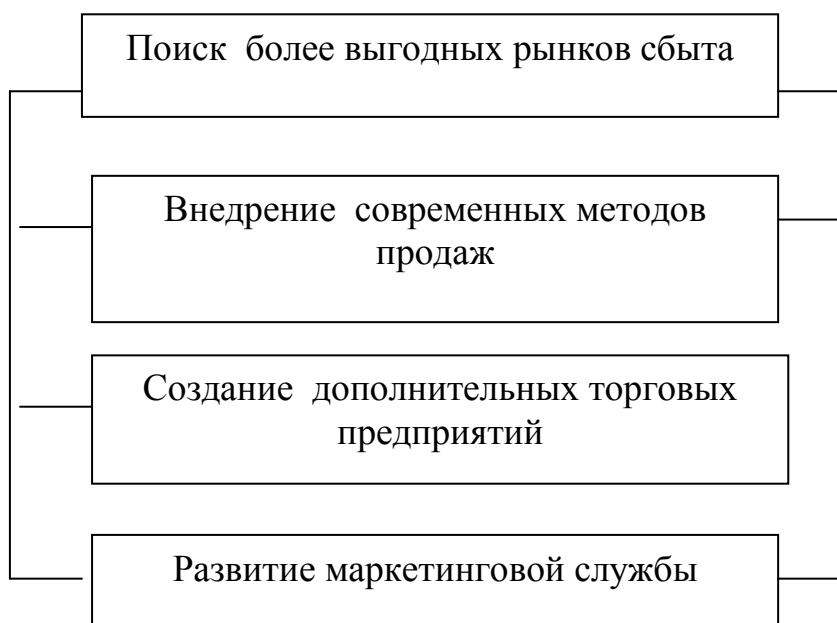 Поиск более выгодных рынков сбыта
Внедрение современных методов
продаж
Создание дополнительных торговых
предприятий
Развитие маркетинговой службы